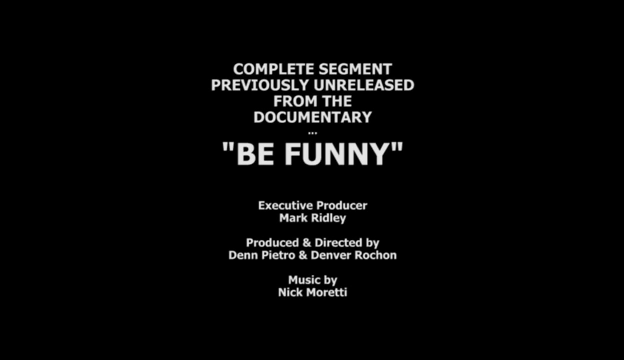 COMPLETE SEGMENT
PREVIOUSLY UNRELEASED
FROM THE
DOCUMENTARY
...
"BE FUNNY"
Executive Producer
Mark Ridley
Produced & Directed by
Denn Pietro & Denver Rochon
Music by
Nick Moretti